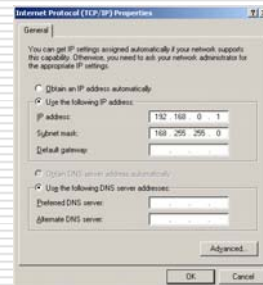 Internet Protocol (TCP/IP) Properties
General
You can get IP settings assigned automatically if your network supports
this capability. Otherwise, you need to ask your network administrator for
the appropriate IP settings.
Obtain an IP address automatically
Use the following IP address:
IP address: 192 . 168 . 0 . 1
Subnet mask: 168 . 255 . 255 . 0
Default gateway: . . .
Obtain DNS server address automatically
Use the following DNS server addresses:
Preferred DNS server: . . .
Alternate DNS server: . . .
Advanced...
OK Cancel